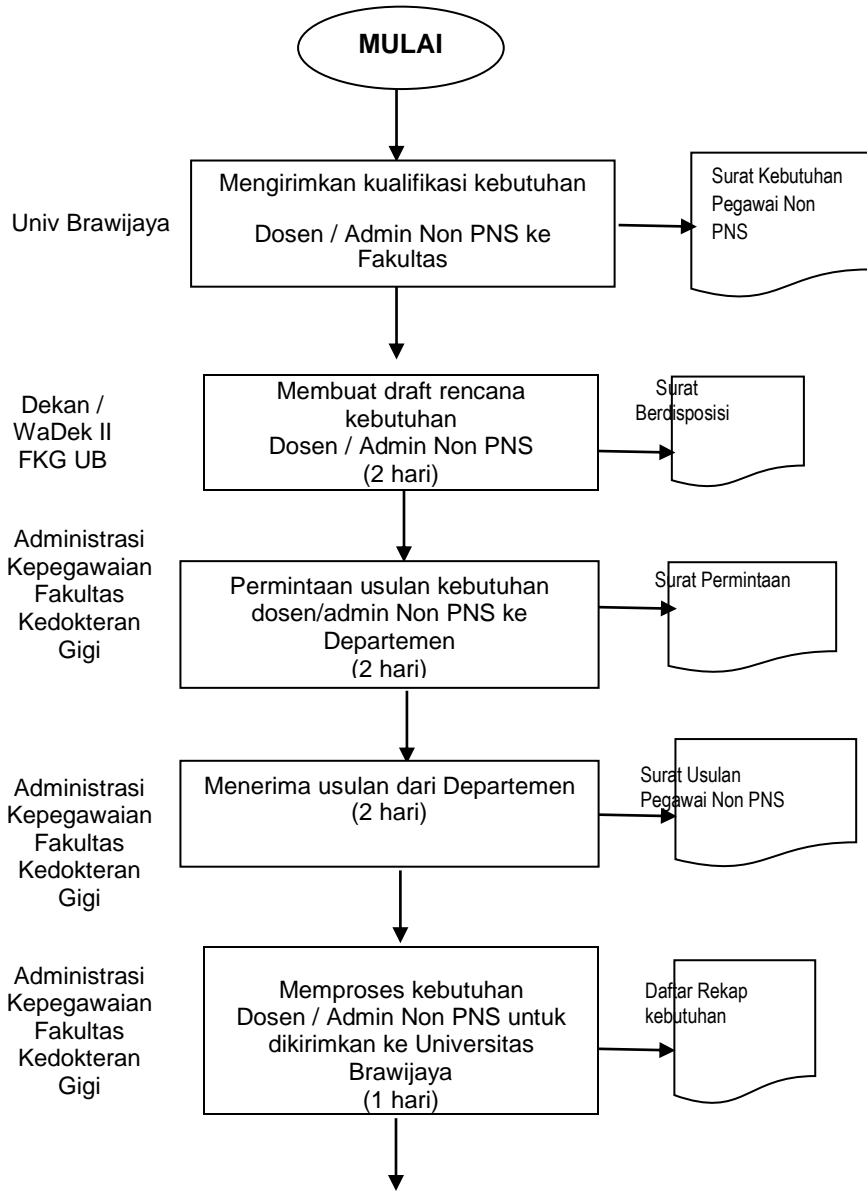 MULAI
Univ Brawijaya
Mengirimkan kualifikasi kebutuhan
Dosen / Admin Non PNS ke
Fakultas
Surat Kebutuhan
Pegawai Non
PNS
Dekan /
WaDek II
FKG UB
Membuat draft rencana
kebutuhan
Dosen / Admin Non PNS
(2 hari)
Surat
Berdisposisi
Administrasi
Kepegawaian
Fakultas
Kedokteran
Gigi
Permintaan usulan kebutuhan
dosen/admin Non PNS ke
Departemen
(2 hari)
Surat Permintaan
Administrasi
Kepegawaian
Fakultas
Kedokteran
Gigi
Menerima usulan dari Departemen
(2 hari)
Surat Usulan
Pegawai Non PNS
Administrasi
Kepegawaian
Fakultas
Kedokteran
Gigi
Memproses kebutuhan
Dosen / Admin Non PNS untuk
dikirimkan ke Universitas
Brawijaya
(1 hari)
Daftar Rekap
kebutuhan